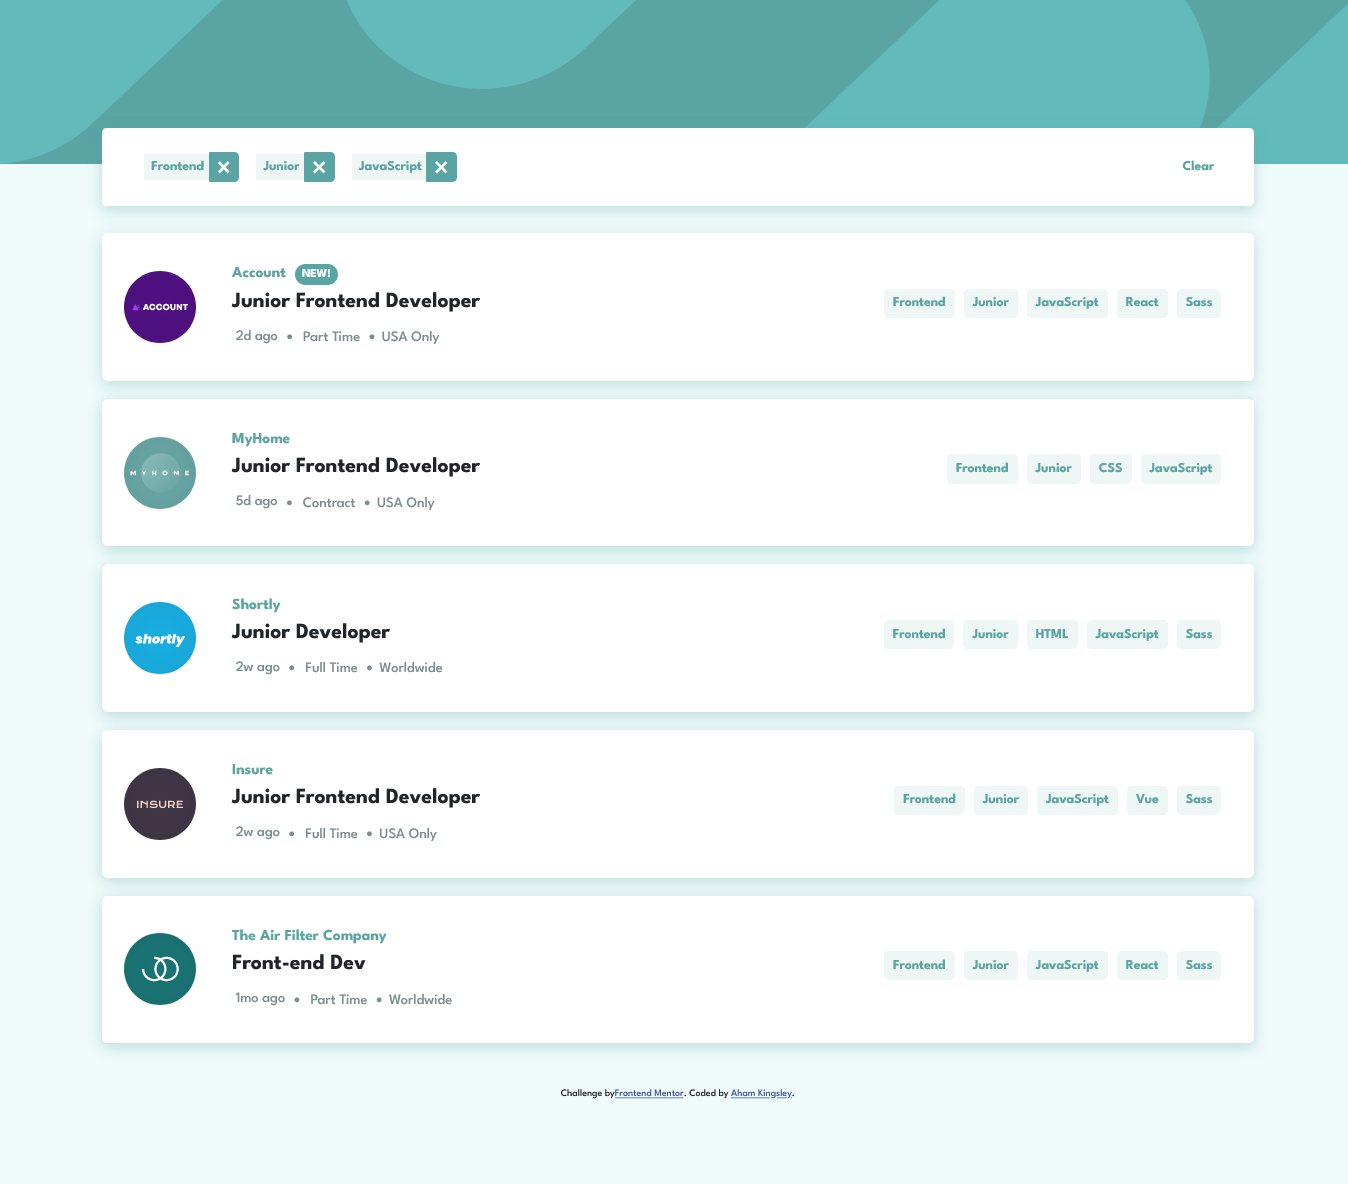 Frontend Junior JavaScript Clear
Account NEW!
ACCOUNT
Junior Frontend Developer
Frontend Junior JavaScript React Sass
2d ago • Part Time • USA Only
MyHome
MYHOME
Junior Frontend Developer
Frontend Junior CSS JavaScript
5d ago • Contract • USA Only
Shortly
shortly
Junior Developer
Frontend Junior HTML JavaScript Sass
2w ago • Full Time • Worldwide
Insure
INSURE
Junior Frontend Developer
Frontend Junior JavaScript Vue Sass
2w ago • Full Time • USA Only
The Air Filter Company
Front-end Dev
Frontend Junior JavaScript React Sass
1mo ago • Part Time • Worldwide
Challenge byFrontend Mentor. Coded by Aham Kingsley.